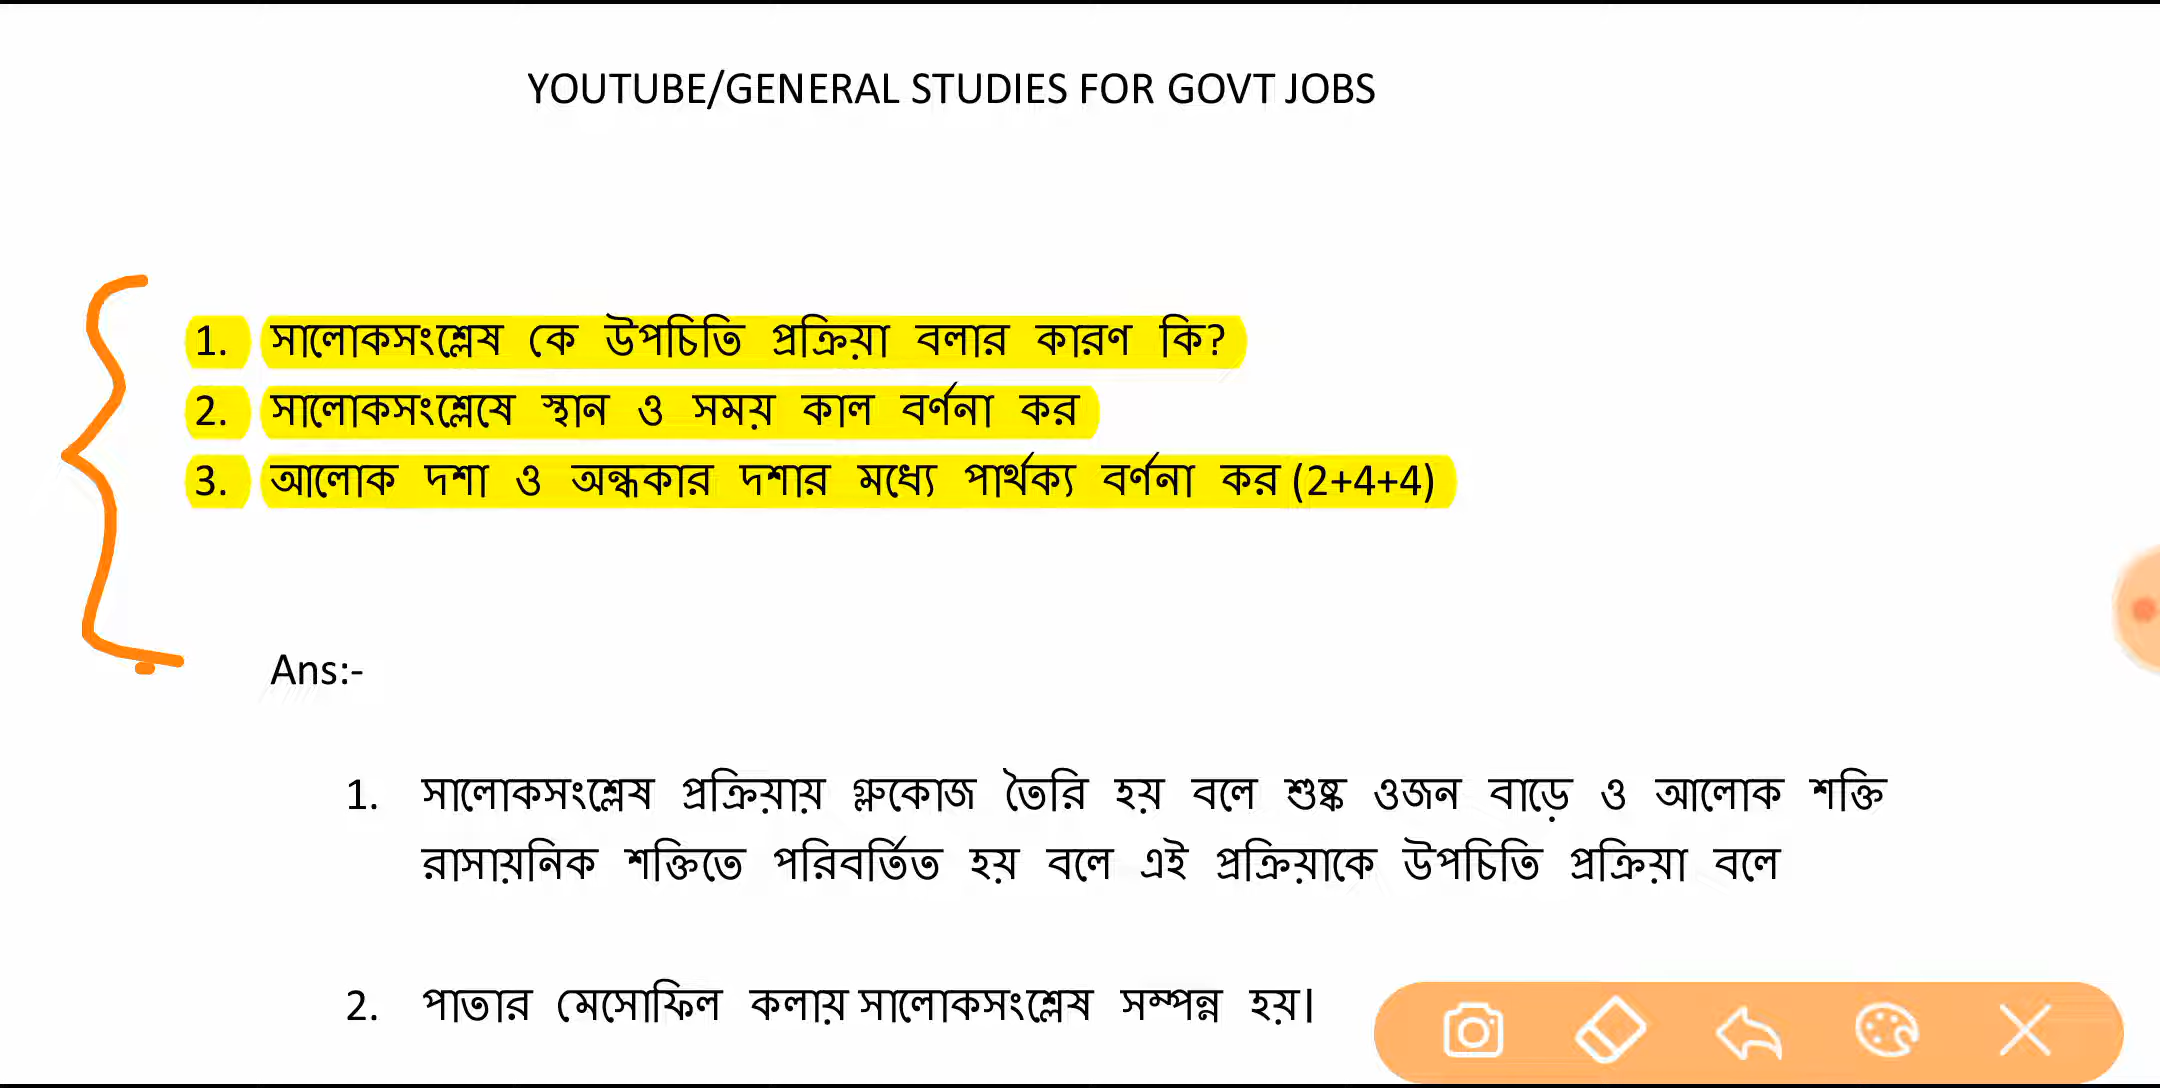 YOUTUBE/GENERAL STUDIES FOR GOVT JOBS
1. সালোকসংশ্লেষ কে উপচিতি প্রক্রিয়া বলার কারণ কি?
2. সালোকসংশ্লেষে স্থান ও সময় কাল বর্ণনা কর
3. আলোক দশা ও অন্ধকার দশার মধ্যে পার্থক্য বর্ণনা কর (2+4+4)
Ans:-
1. সালোকসংশ্লেষ প্রক্রিয়ায় গ্লুকোজ তৈরি হয় বলে শুষ্ক ওজন বাড়ে ও আলোক শক্তি
রাসায়নিক শক্তিতে পরিবর্তিত হয় বলে এই প্রক্রিয়াকে উপচিতি প্রক্রিয়া বলে
2. পাতার মেসোফিল কলায় সালোকসংশ্লেষ সম্পন্ন হয়।